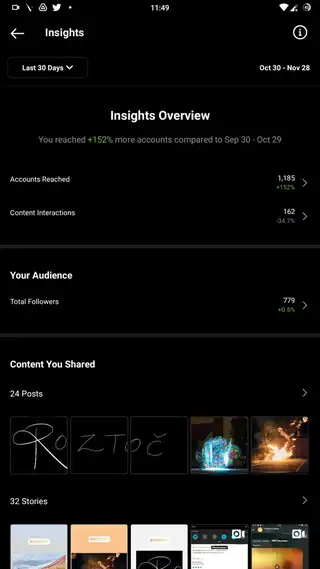 11:49
Insights
Last 30 Days
Oct 30 - Nov 28
Insights Overview
You reached +152% more accounts compared to Sep 30 - Oct 29
Accounts Reached
1,185
+152%
Content Interactions
162
-34.7%
Your Audience
Total Followers
779
+0.5%
Content You Shared
24 Posts
ROZTOČ
32 Stories